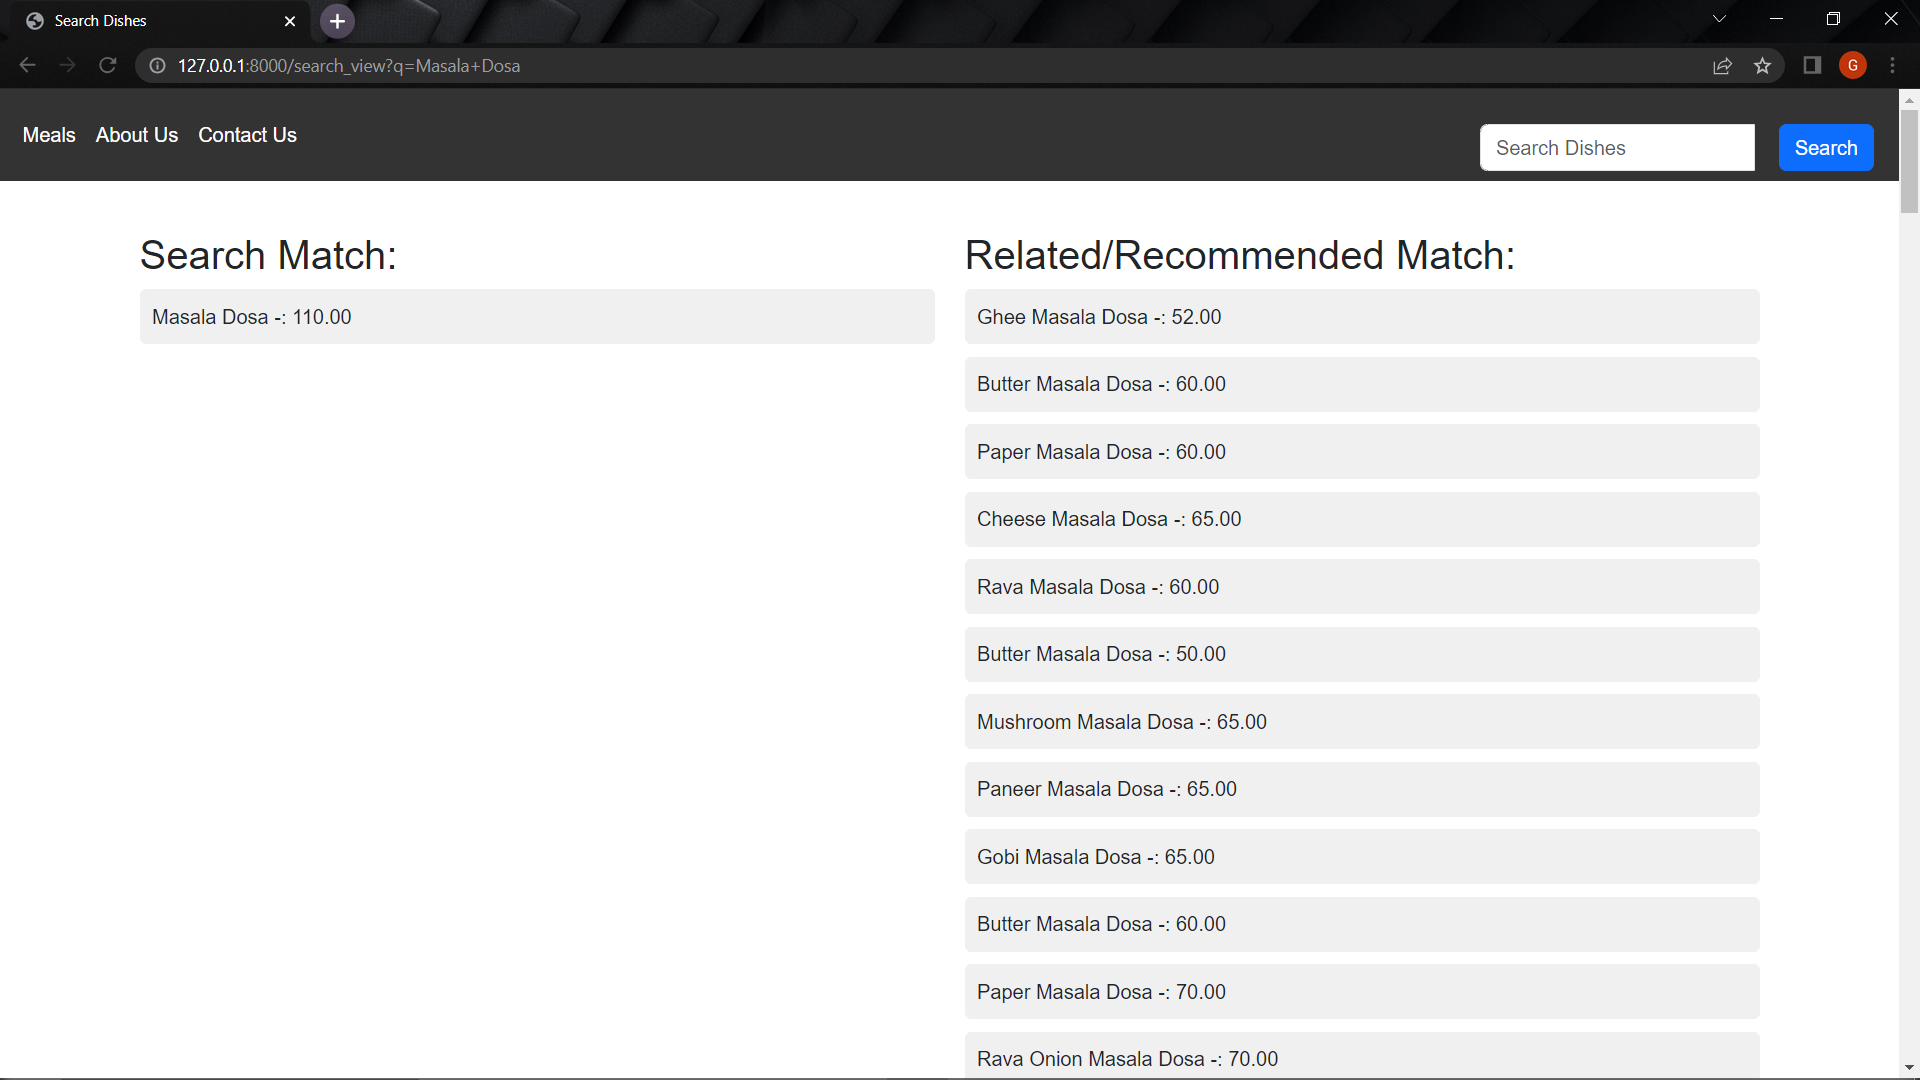 Search Dishes
127.0.0.1:8000/search_view?q=Masala+Dosa
G
Meals About Us Contact Us
Search Dishes Search
Search Match:
Masala Dosa -: 110.00
Related/Recommended Match:
Ghee Masala Dosa -: 52.00
Butter Masala Dosa -: 60.00
Paper Masala Dosa -: 60.00
Cheese Masala Dosa -: 65.00
Rava Masala Dosa -: 60.00
Butter Masala Dosa -: 50.00
Mushroom Masala Dosa -: 65.00
Paneer Masala Dosa -: 65.00
Gobi Masala Dosa -: 65.00
Butter Masala Dosa -: 60.00
Paper Masala Dosa -: 70.00
Rava Onion Masala Dosa -: 70.00